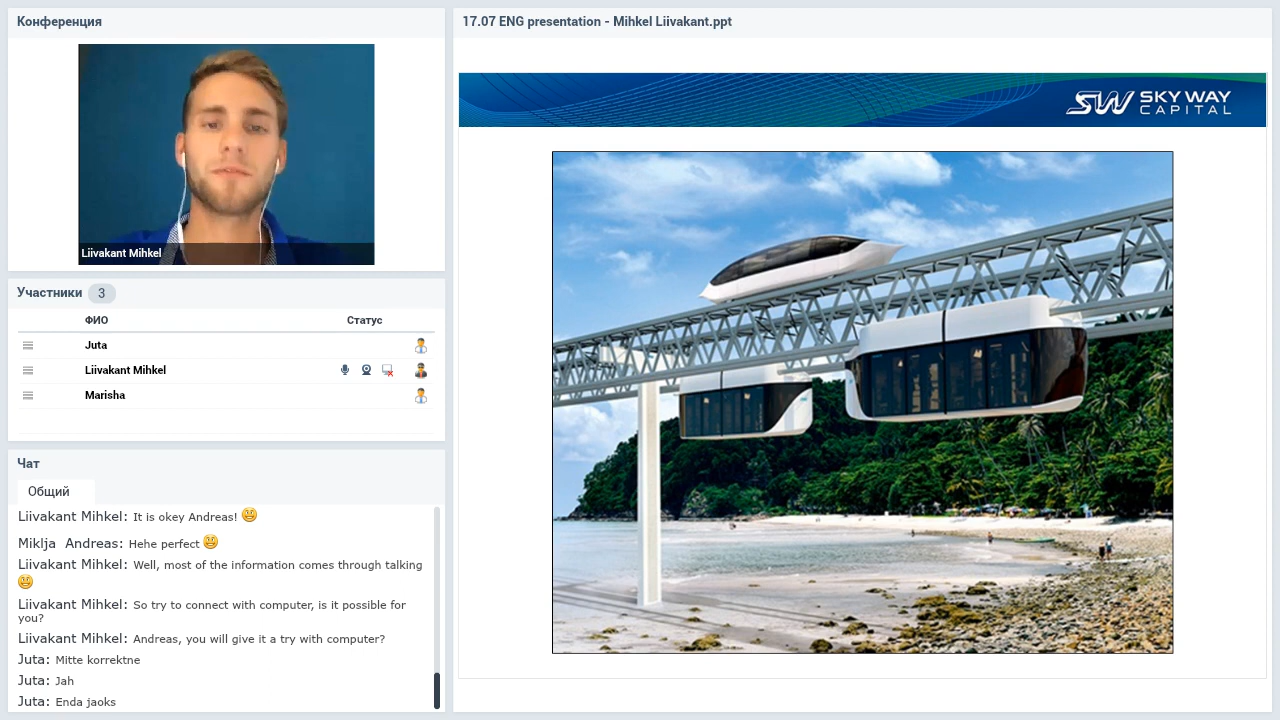 Конференция
Liivakant Mihkel
Участники 3
ФИО Статус
Juta
Liivakant Mihkel
Marisha
Чат
Общий
Liivakant Mihkel: It is okey Andreas!
Miklja Andreas: Hehe perfect
Liivakant Mihkel: Well, most of the information comes through talking
Liivakant Mihkel: So try to connect with computer, is it possible for
you?
Liivakant Mihkel: Andreas, you will give it a try with computer?
Juta: Mitte korrektne
Juta: Jah
Juta: Enda jaoks
17.07 ENG presentation - Mihkel Liivakant.ppt
SW SKY WAY
CAPITAL